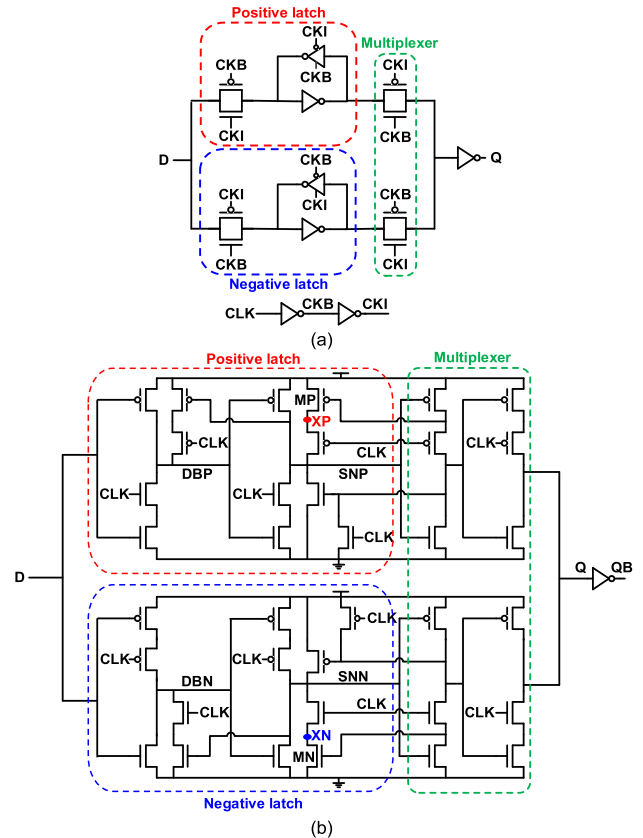 Positive latch
CKI
Multiplexer
CKB
CKB
CKI
CKI
CKB
D
Q
CKI
CKB
CKI
CKB
CKB
CKI
Negative latch
CLK
CKB
CKI
(a)
Positive latch
Multiplexer
MP
XP
CLK
CLK
CLK
DBP
SNP
CLK
CLK
CLK
D
Q
QB
CLK
CLK
CLK
DBN
SNN
CLK
CLK
CLK
XN
MN
Negative latch
(b)